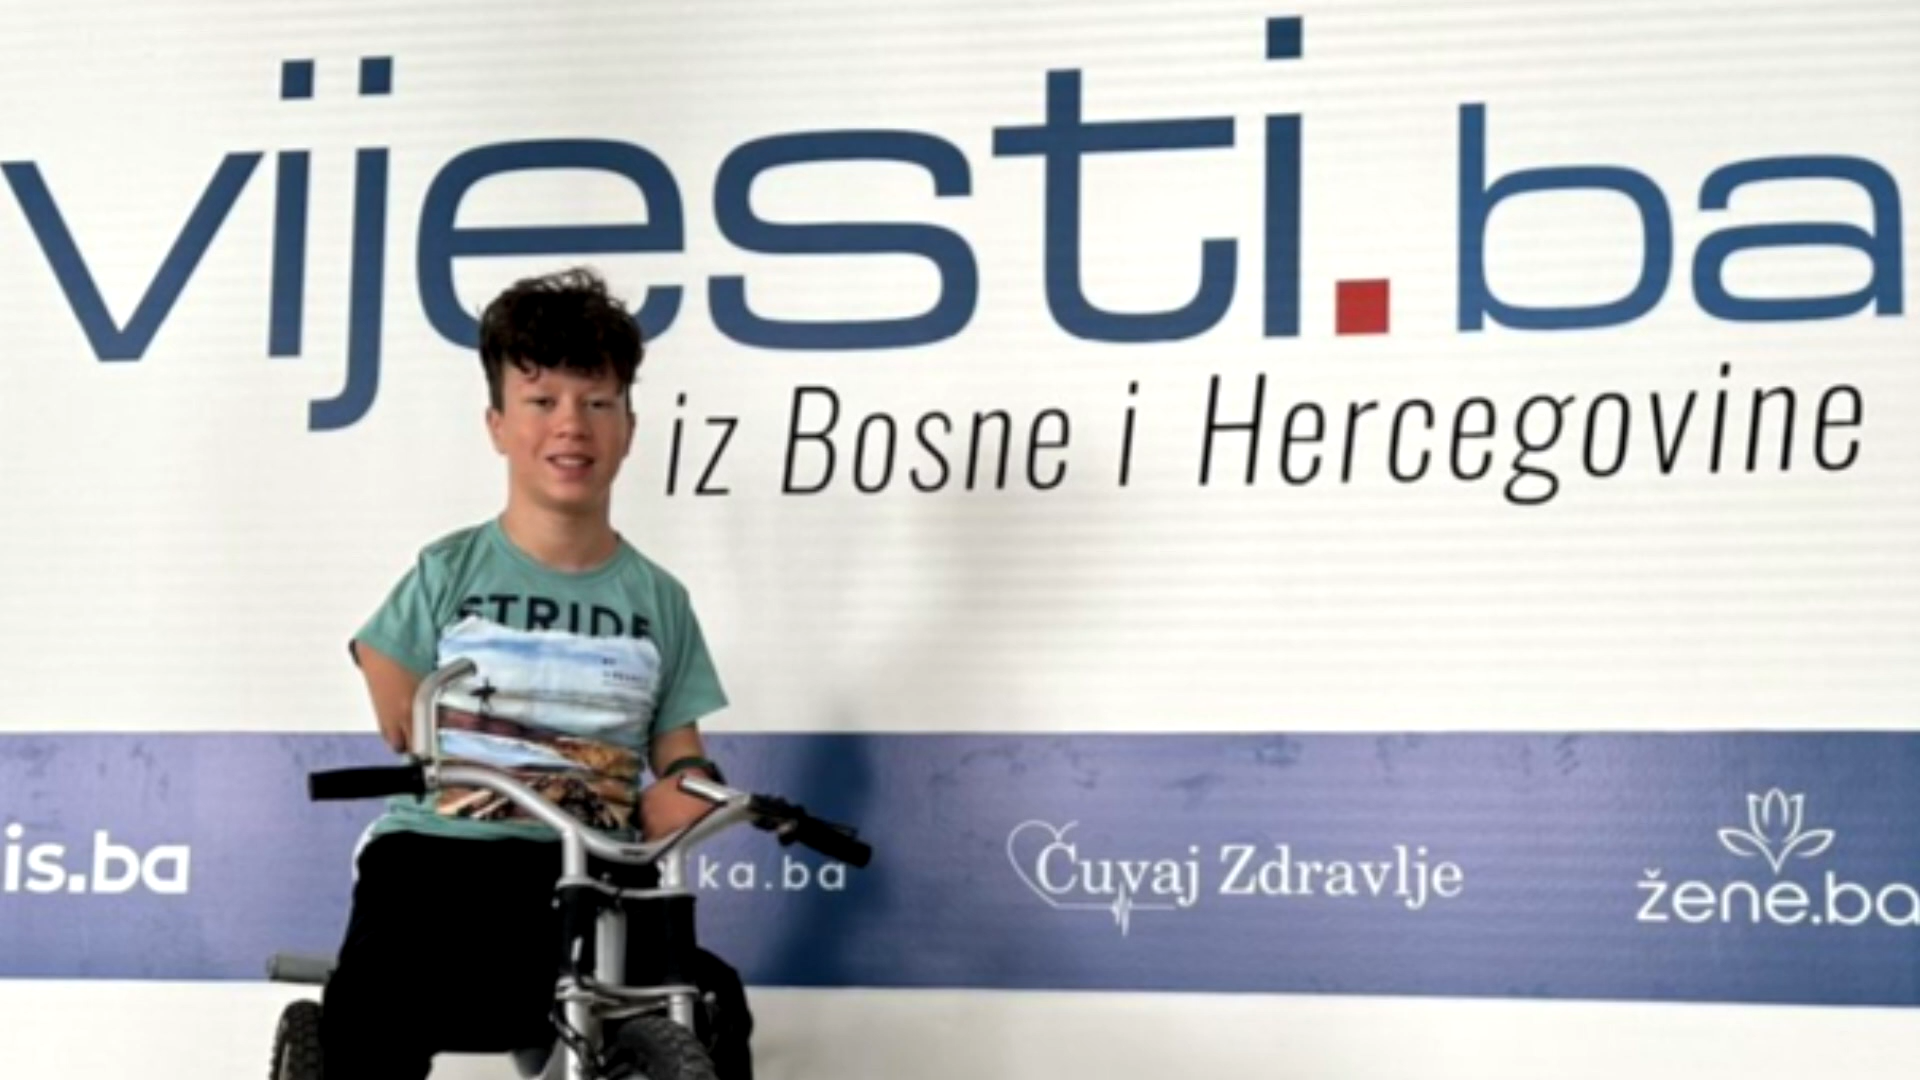 vijesti.ba
iz Bosne i Hercegovine
STRIDE
is.ba
ka.ba
Čuvaj Zdravlje
žene.ba